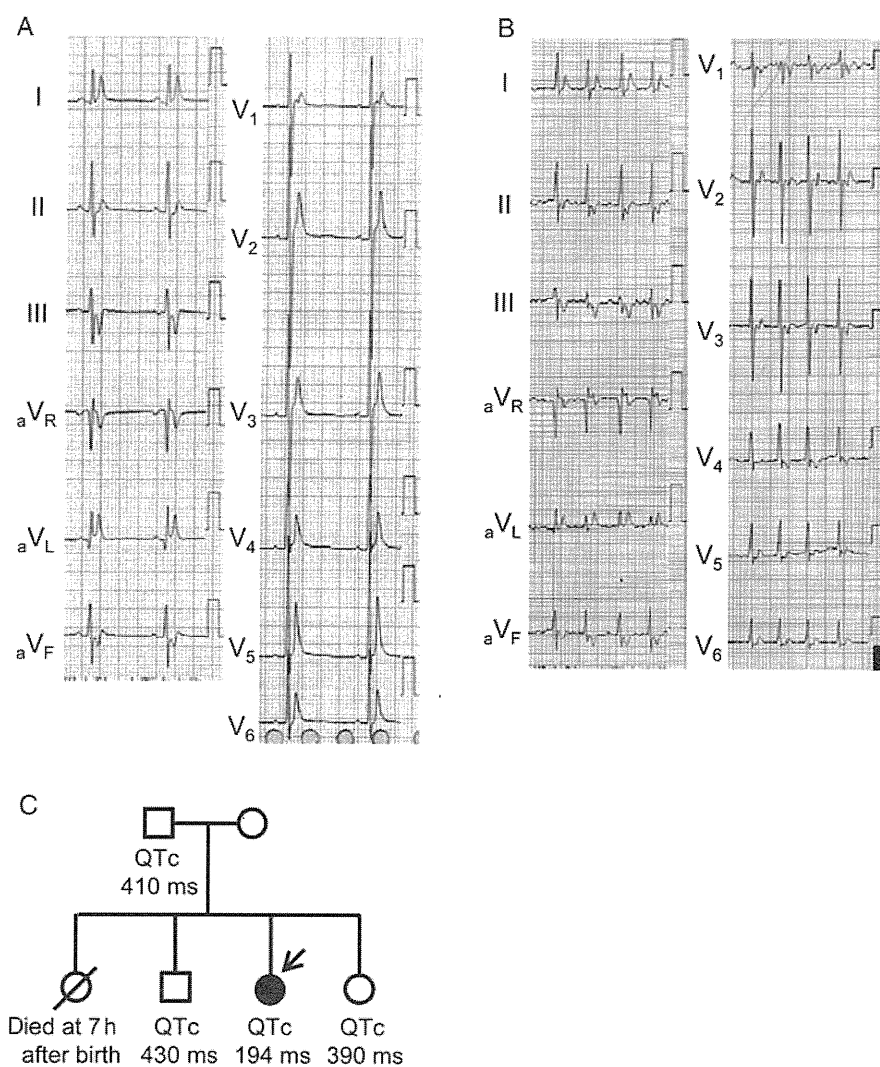 A
I
II
III
aVR
aVL
aVF
V1
V2
V3
V4
V5
V6
B
I
II
III
aVR
aVL
aVF
V1
V2
V3
V4
V5
V6
C
QTc
410 ms
Died at 7 h
after birth
QTc
430 ms
QTc
194 ms
QTc
390 ms